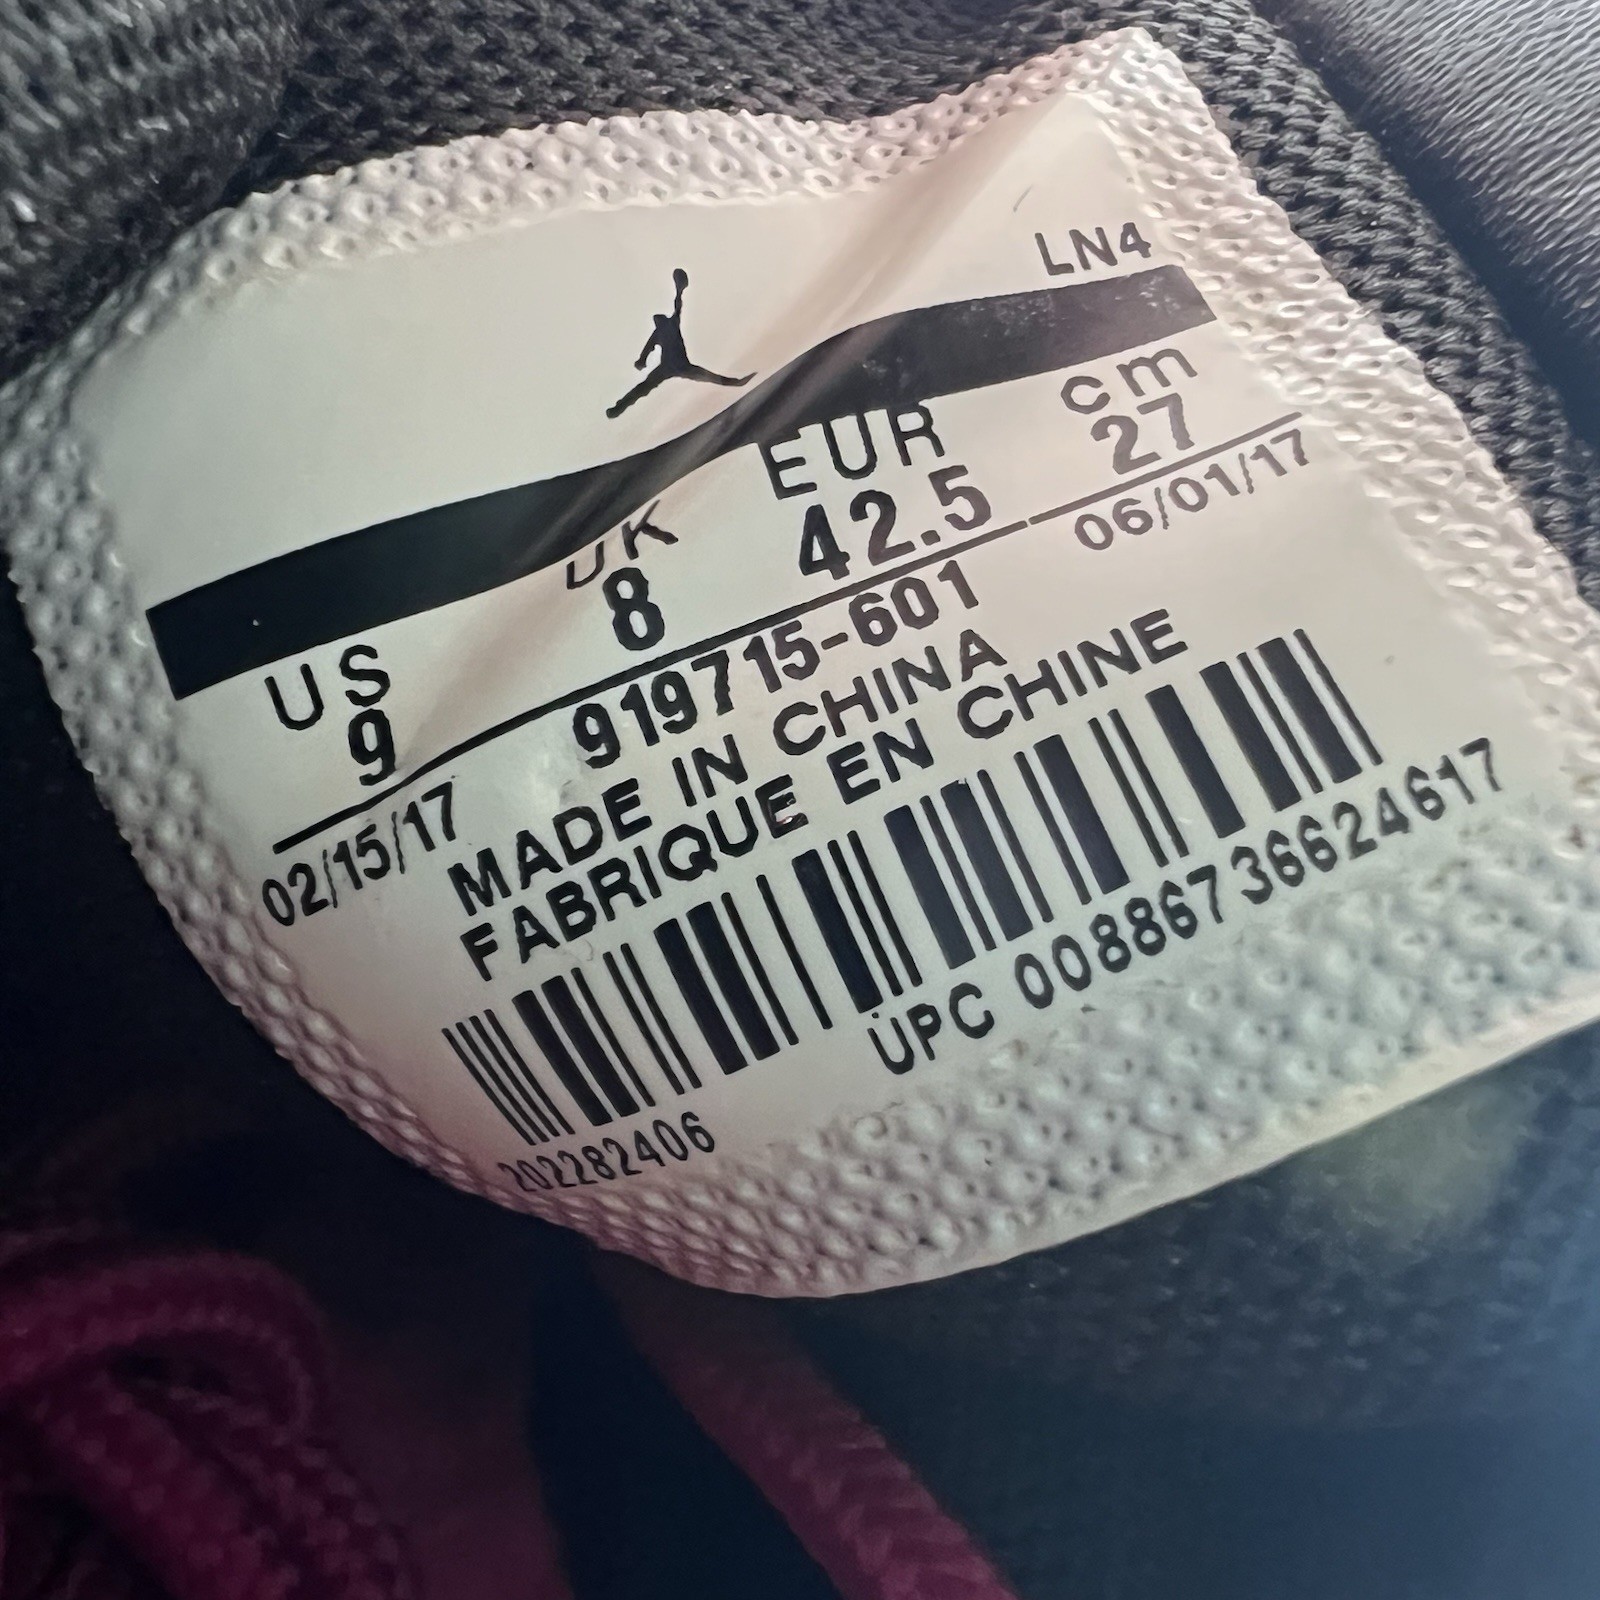 LN4
US UK EUR cm
9 8 42.5 27
02/15/17 919715-601 06/01/17
MADE IN CHINA
FABRIQUE EN CHINE
UPC 00886736624617
202282406